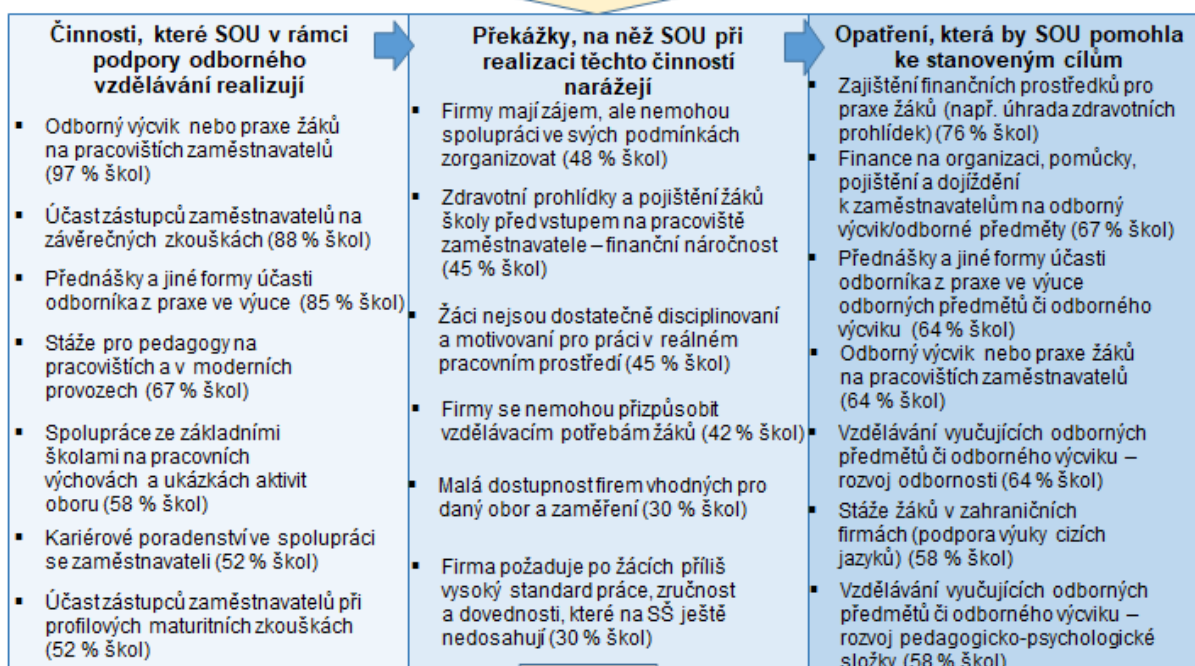 Činnosti, které SOU v rámci
podpory odborného
vzdělávání realizují
▪ Odborný výcvik nebo praxe žáků
na pracovištích zaměstnavatelů
(97 % škol)
▪ Účast zástupců zaměstnavatelů na
závěrečných zkouškách (88 % škol)
▪ Přednášky a jiné formy účasti
odborníka z praxe ve výuce (85 % škol)
▪ Stáže pro pedagogy na
pracovištích a v moderních
provozech (67 % škol)
▪ Spolupráce ze základními
školami na pracovních
výchovách a ukázkách aktivit
oboru (58 % škol)
▪ Kariérové poradenství ve spolupráci
se zaměstnavateli (52 % škol)
▪ Účast zástupců zaměstnavatelů při
profilových maturitních zkouškách
(52 % škol)
Překážky, na něž SOU při
realizaci těchto činností
narážejí
▪ Firmy mají zájem, ale nemohou
spolupráci ve svých podmínkách
zorganizovat (48 % škol)
▪ Zdravotní prohlídky a pojištění žáků
školy před vstupem na pracoviště
zaměstnavatele – finanční náročnost
(45 % škol)
▪ Žáci nejsou dostatečně disciplinovaní
a motivovaní pro práci v reálném
pracovním prostředí (45 % škol)
▪ Firmy se nemohou přizpůsobit
vzdělávacím potřebám žáků (42 % škol)
▪ Malá dostupnost firem vhodných pro
daný obor a zaměření (30 % škol)
▪ Firma požaduje po žácích příliš
vysoký standard práce, zručnost
a dovednosti, které na SŠ ještě
nedosahují (30 % škol)
Opatření, která by SOU pomohla
ke stanoveným cílům
▪ Zajištění finančních prostředků pro
praxe žáků (např. úhrada zdravotních
prohlídek) (76 % škol)
▪ Finance na organizaci, pomůcky,
pojištění a dojíždění
k zaměstnavatelům na odborný
výcvik/odborné předměty (67 % škol)
▪ Přednášky a jiné formy účasti
odborníka z praxe ve výuce
odborných předmětů či odborného
výcviku (64 % škol)
▪ Odborný výcvik nebo praxe žáků
na pracovištích zaměstnavatelů
(64 % škol)
▪ Vzdělávání vyučujících odborných
předmětů či odborného výcviku –
rozvoj odbornosti (64 % škol)
▪ Stáže žáků v zahraničních
firmách (podpora výuky cizích
jazyků) (58 % škol)
▪ Vzdělávání vyučujících odborných
předmětů či odborného výcviku –
rozvoj pedagogicko-psychologické
složky (58 % škol)